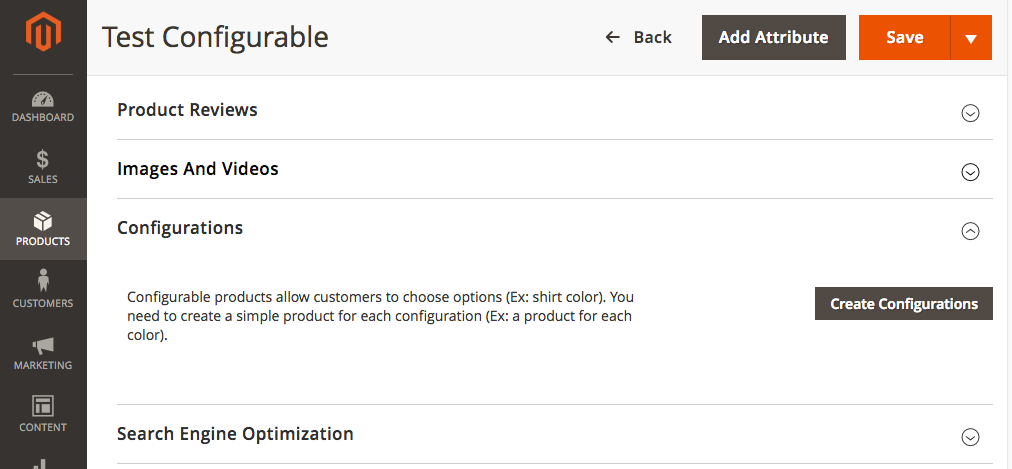 Test Configurable
Back
Add Attribute
Save
DASHBOARD
SALES
PRODUCTS
CUSTOMERS
MARKETING
CONTENT
Product Reviews
Images And Videos
Configurations
Configurable products allow customers to choose options (Ex: shirt color). You
need to create a simple product for each configuration (Ex: a product for each
color).
Create Configurations
Search Engine Optimization